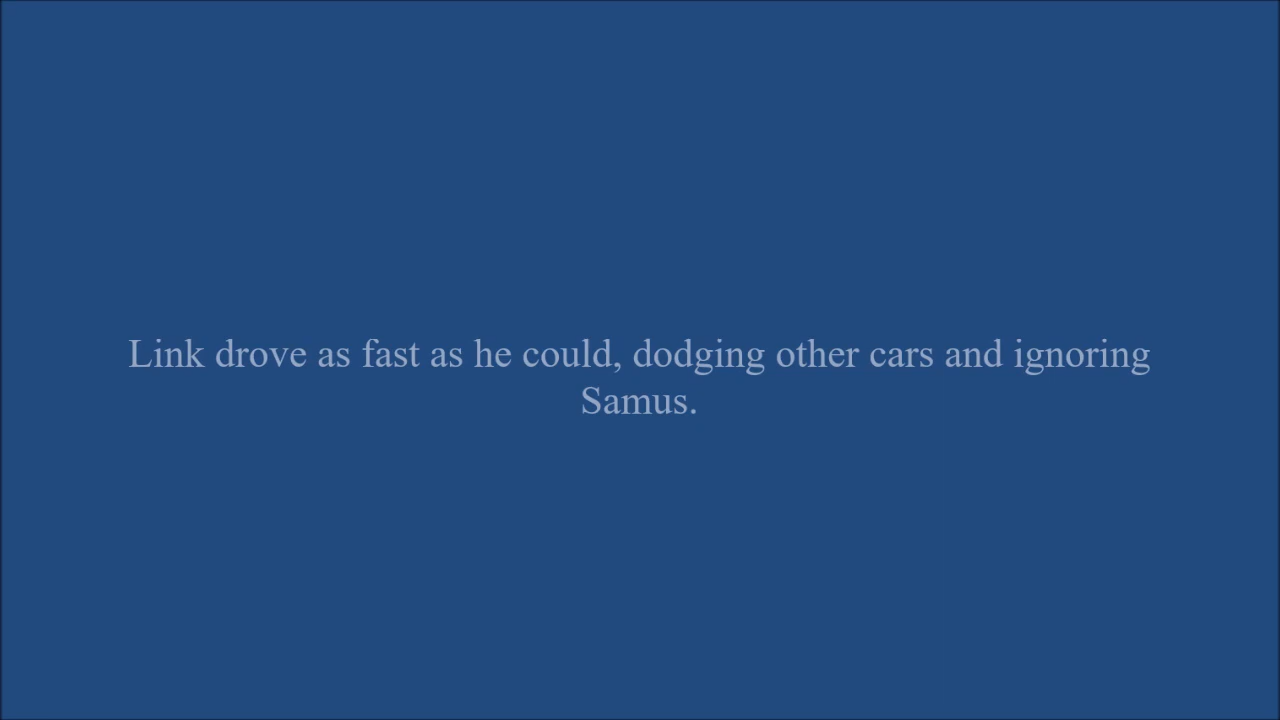 Link drove as fast as he could, dodging other cars and ignoring
Samus.